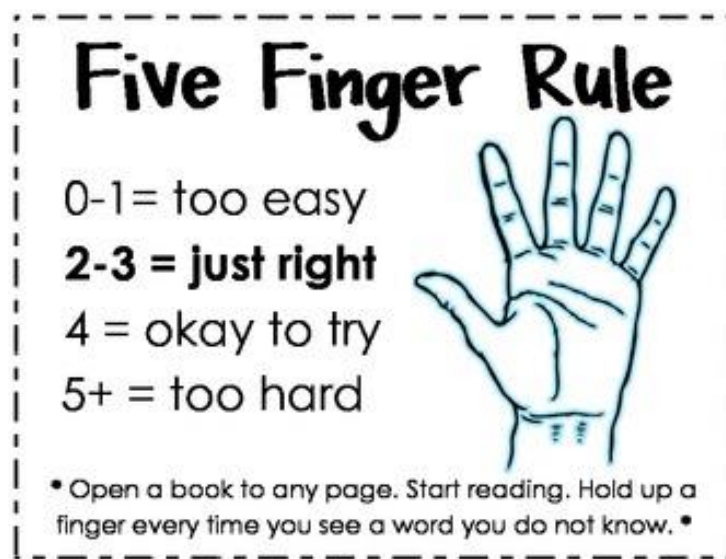 Five Finger Rule
0-1= too easy
2-3 = just right
4 = okay to try
5+ = too hard
• Open a book to any page. Start reading. Hold up a
finger every time you see a word you do not know. •